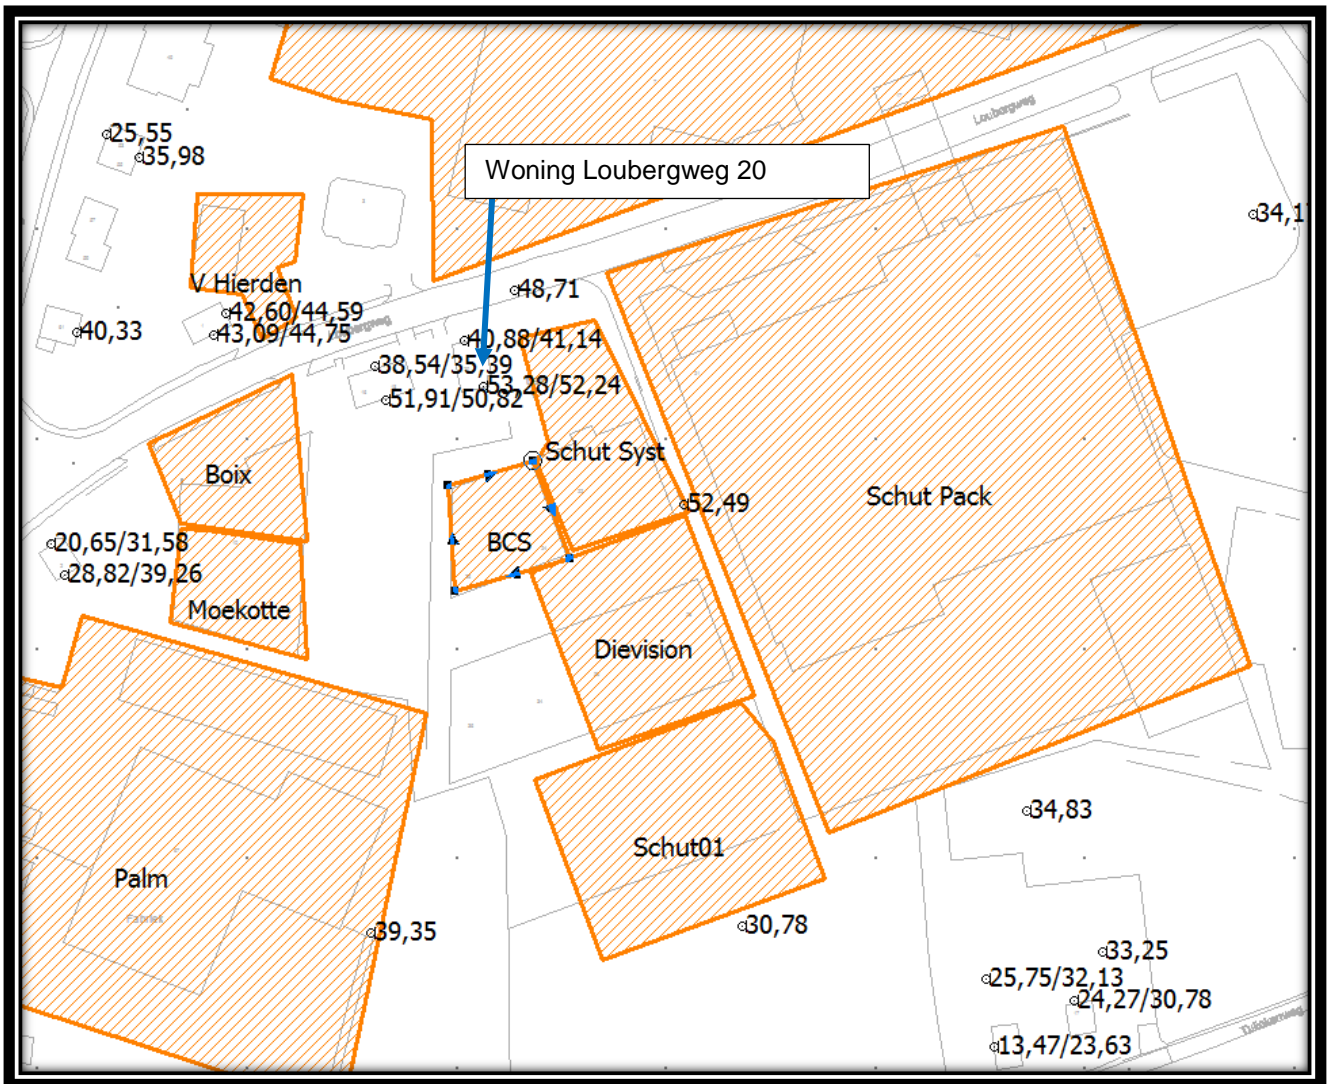 Loubergweg
25,55
35,98
Woning Loubergweg 20
34,1
V Hierden
48,71
42,60/44,59
40,33
43,09/44,75
40,88/41,14
38,54/35,39
53,28/52,24
51,91/50,82
Schut Syst
Boix
Schut Pack
52,49
20,65/31,58
BCS
28,82/39,26
Moekotte
Dievision
34,83
Schut01
Palm
Fabriek
30,78
39,35
33,25
25,75/32,13
24,27/30,78
13,47/23,63